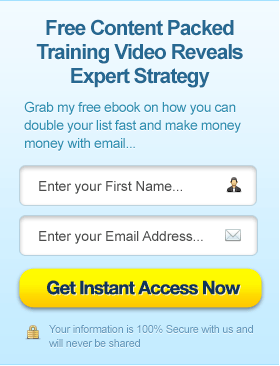 Free Content Packed
Training Video Reveals
Expert Strategy
Grab my free ebook on how you can
double your list fast and make money
money with email...
Enter your First Name...
Enter your Email Address...
Get Instant Access Now
Your information is 100% Secure with us and
will never be shared